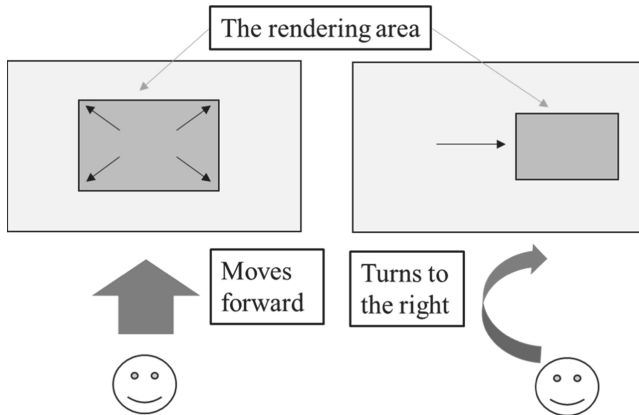 The rendering area
Moves
forward
Turns to
the right